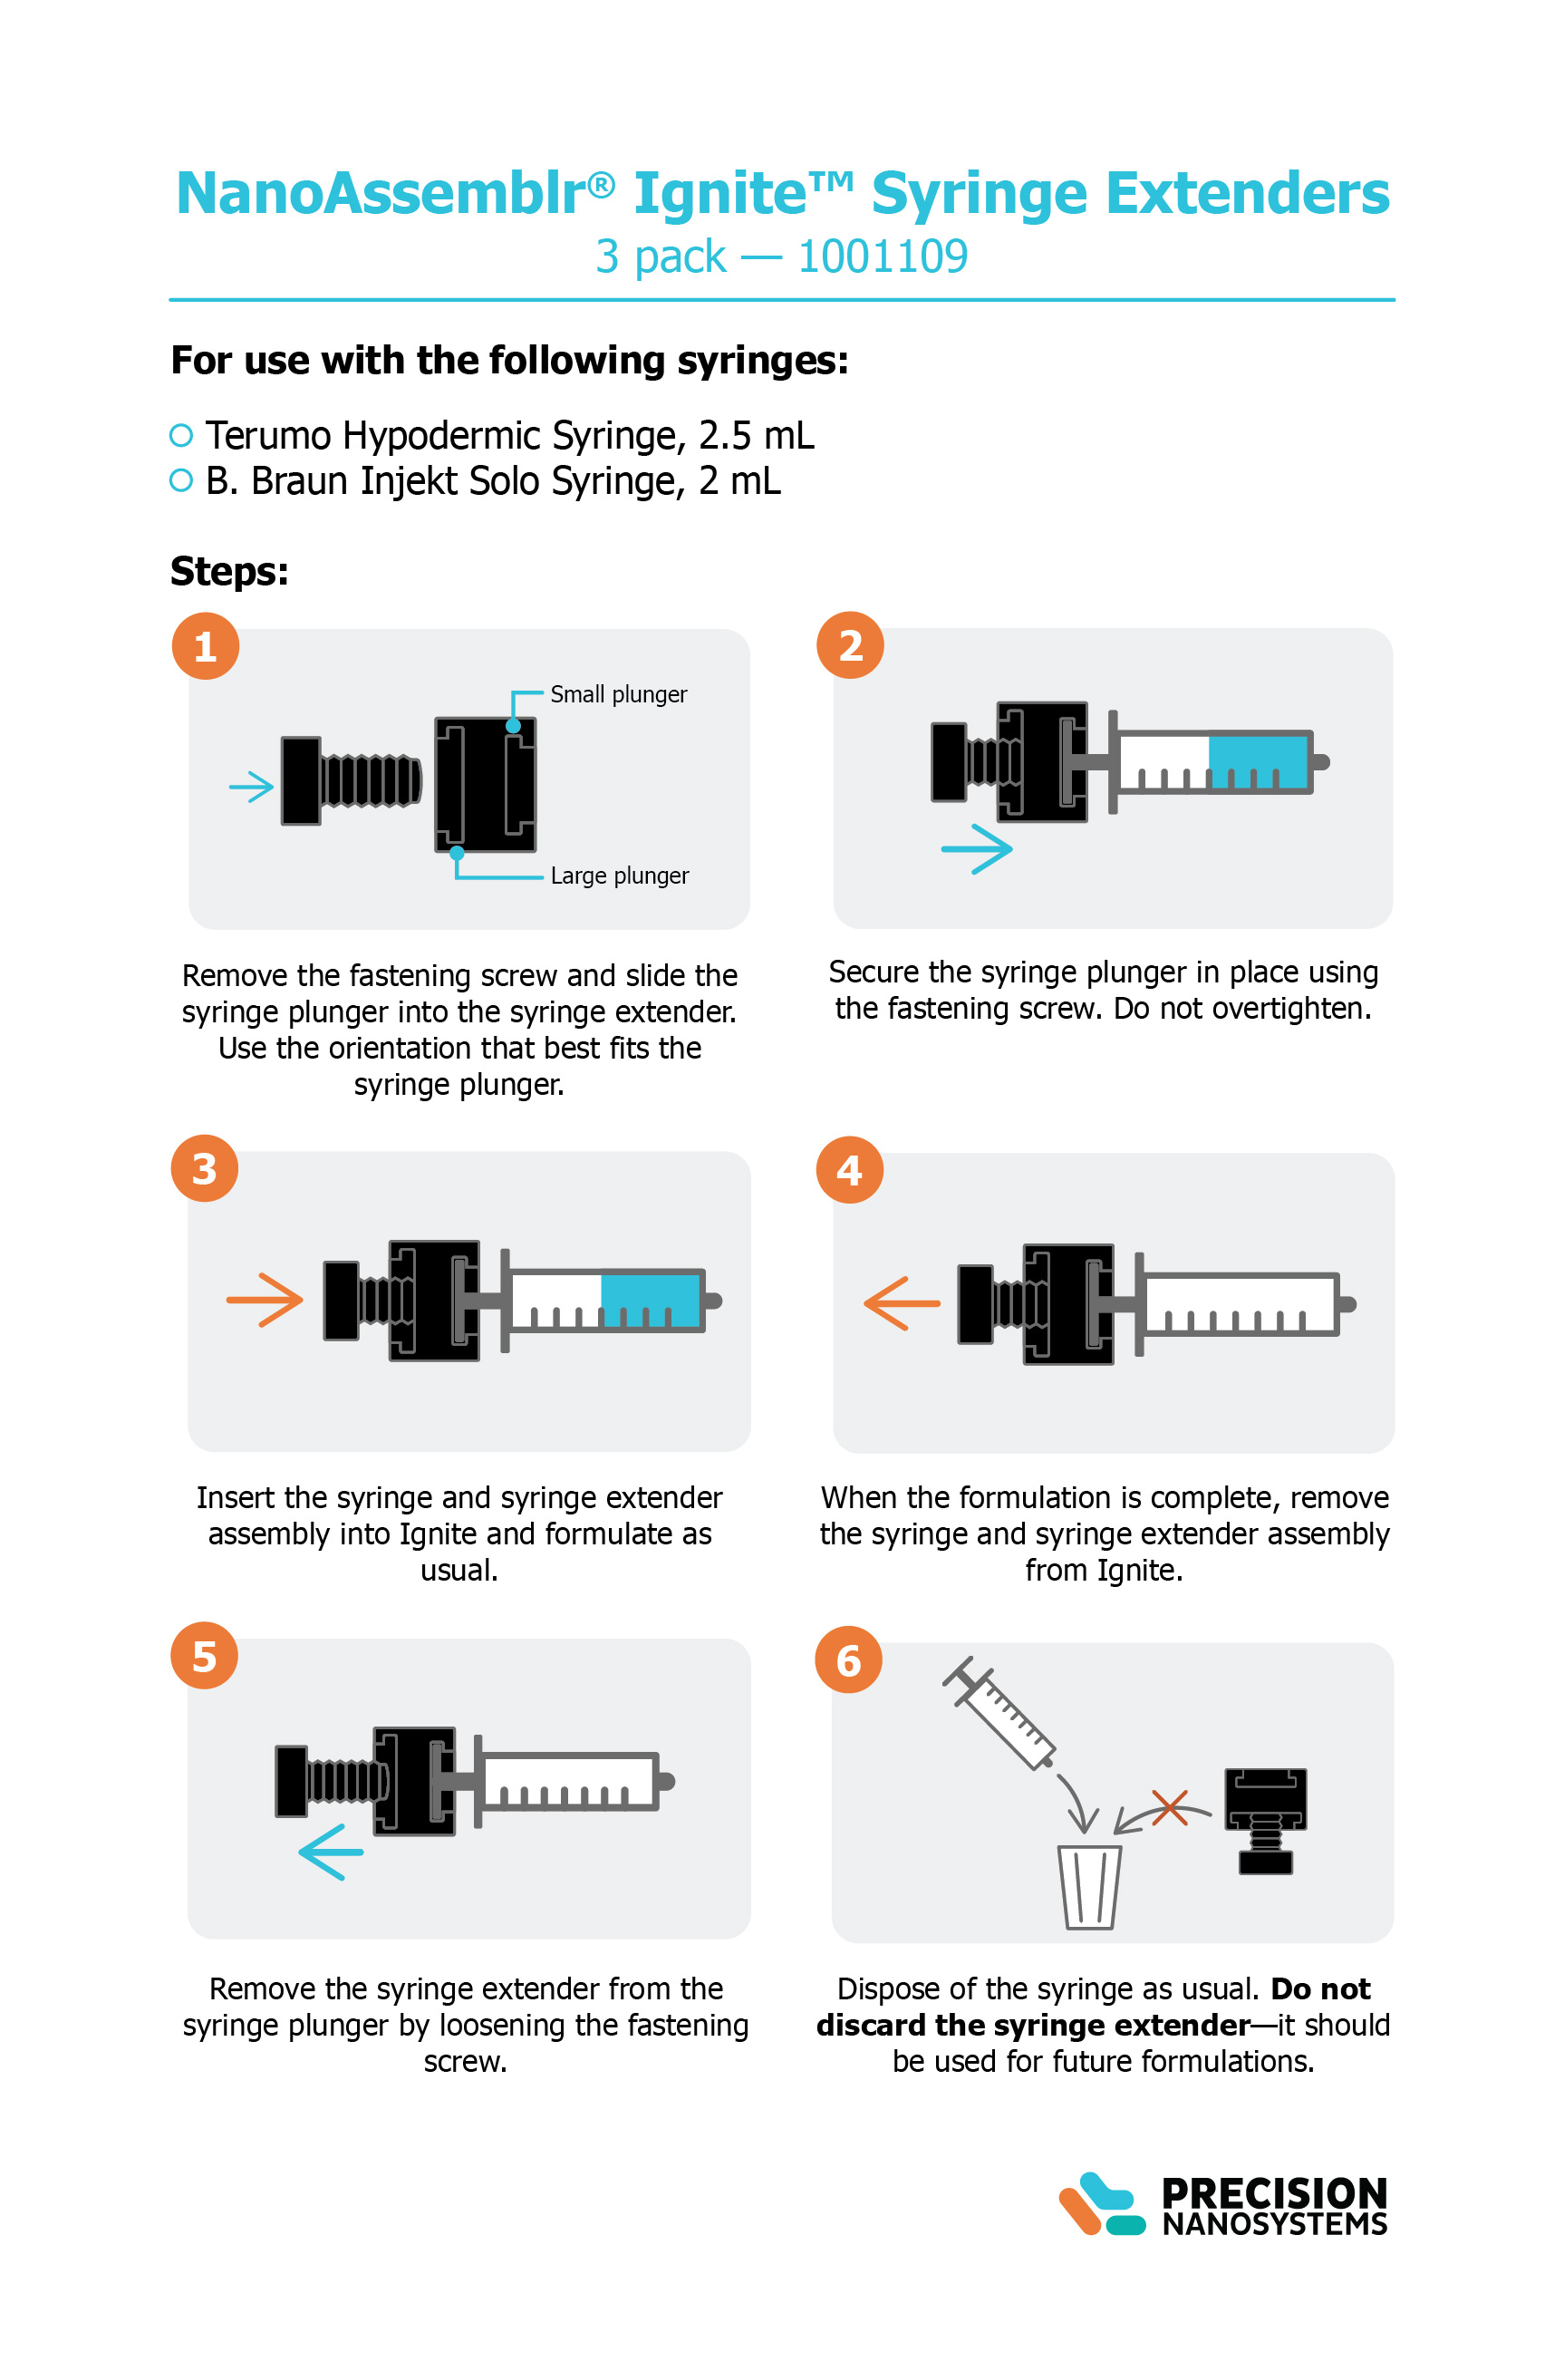 NanoAssemblr® Ignite™ Syringe Extenders
3 pack — 1001109
For use with the following syringes:
Terumo Hypodermic Syringe, 2.5 mL
B. Braun Injekt Solo Syringe, 2 mL
Steps:
1
Small plunger
Large plunger
Remove the fastening screw and slide the
syringe plunger into the syringe extender.
Use the orientation that best fits the
syringe plunger.
2
Secure the syringe plunger in place using
the fastening screw. Do not overtighten.
3
Insert the syringe and syringe extender
assembly into Ignite and formulate as
usual.
4
When the formulation is complete, remove
the syringe and syringe extender assembly
from Ignite.
5
Remove the syringe extender from the
syringe plunger by loosening the fastening
screw.
6
Dispose of the syringe as usual. Do not
discard the syringe extender—it should
be used for future formulations.
PRECISION
NANOSYSTEMS